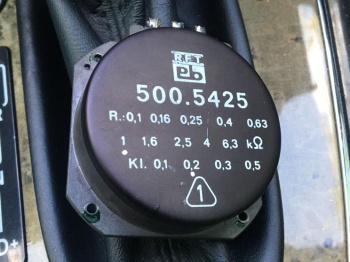 R.F.T
500.5425
R.: 0,1 0,16 0,25 0,4 0,63
1 1,6 2,5 4 6,3 kΩ
Kl. 0,1 0,2 0,3 0,5
1
D+